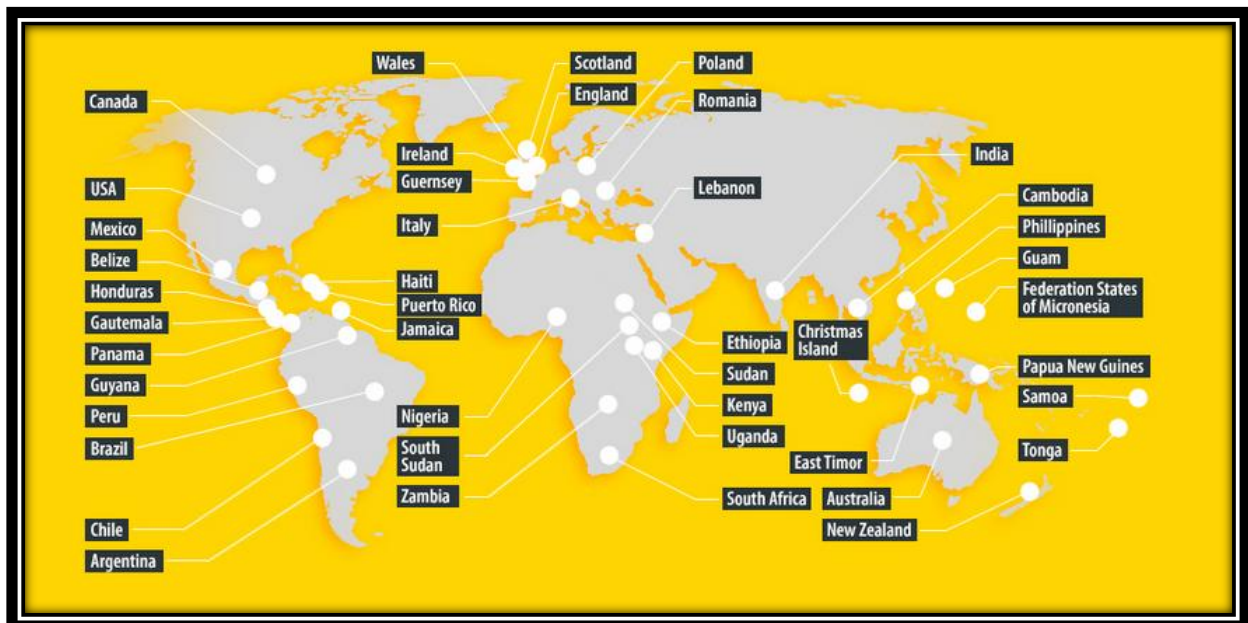 Wales
Scotland
Poland
Canada
England
Romania
Ireland
India
Guernsey
USA
Lebanon
Cambodia
Italy
Mexico
Phillippines
Belize
Guam
Haiti
Honduras
Puerto Rico
Federation States
of Micronesia
Gautemala
Jamaica
Christmas
Island
Ethiopia
Panama
Sudan
Papua New Guines
Guyana
Samoa
Kenya
Peru
Nigeria
Uganda
Brazil
South
Sudan
Tonga
East Timor
Zambia
South Africa
Australia
Chile
New Zealand
Argentina